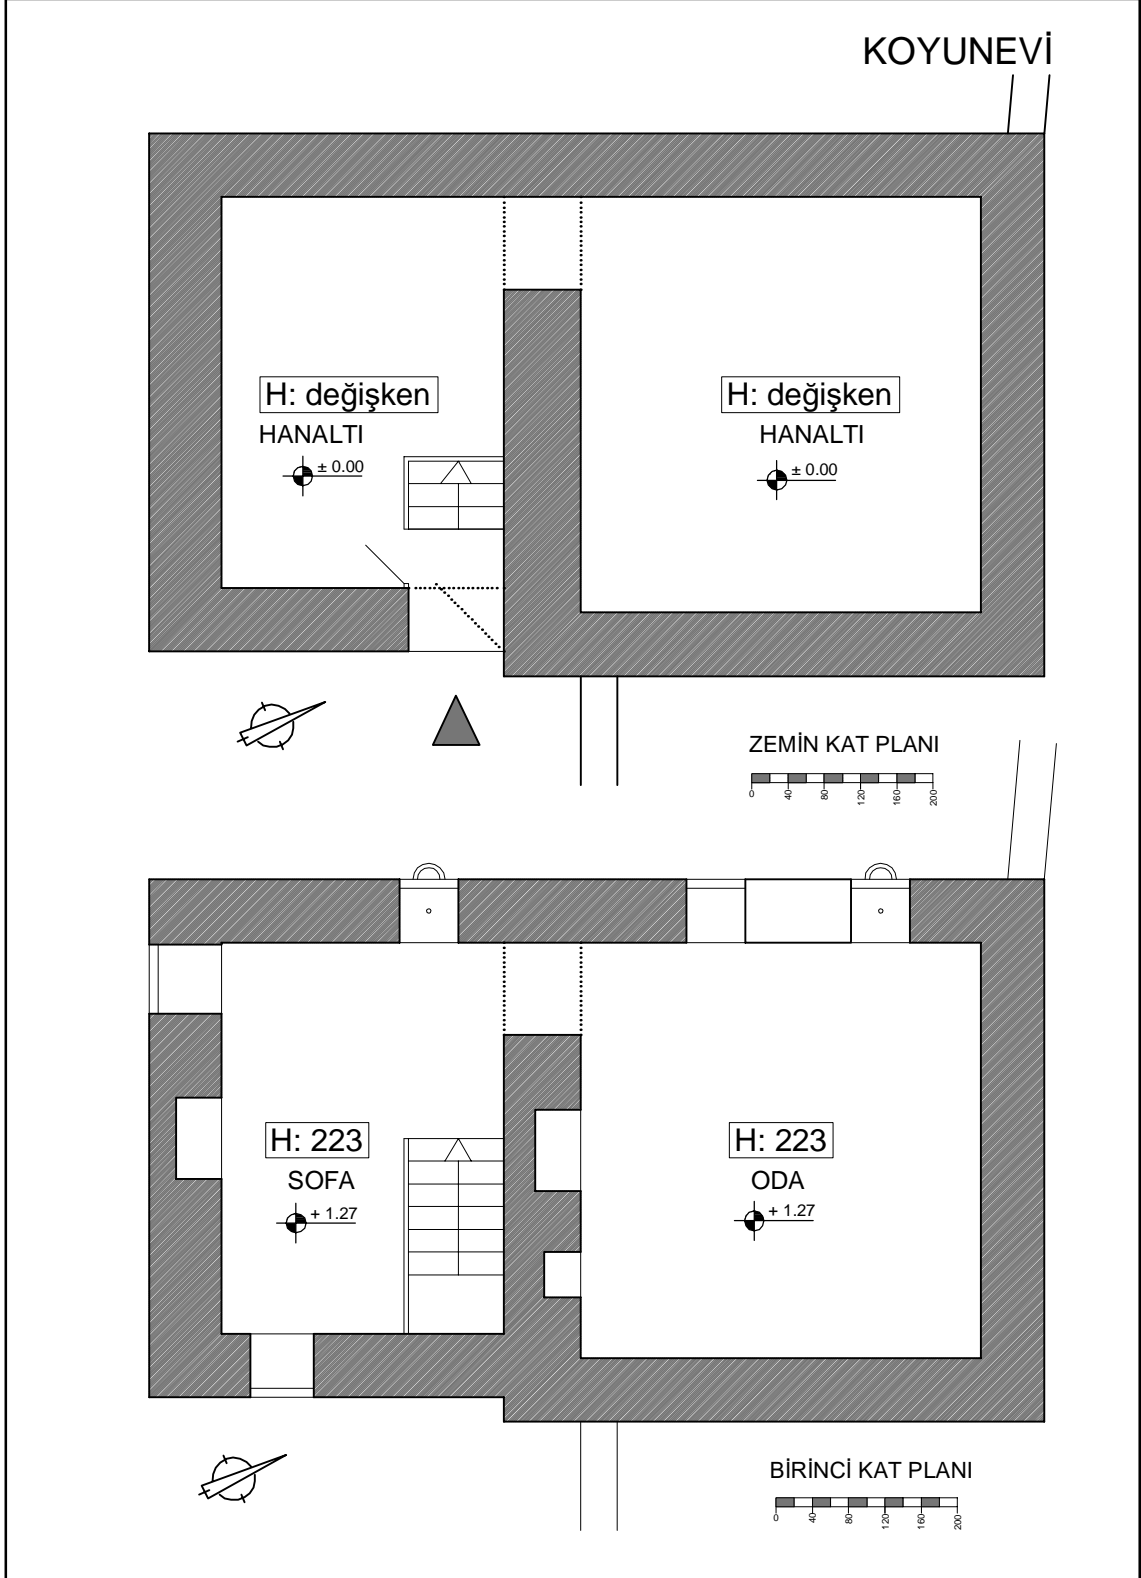 KOYUNEVİ
H: değişken
HANALTI
± 0.00
H: değişken
HANALTI
± 0.00
ZEMİN KAT PLANI
0 40 80 120 160 200
H: 223
SOFA
+ 1.27
H: 223
ODA
+ 1.27
BİRİNCİ KAT PLANI
0 40 80 120 160 200